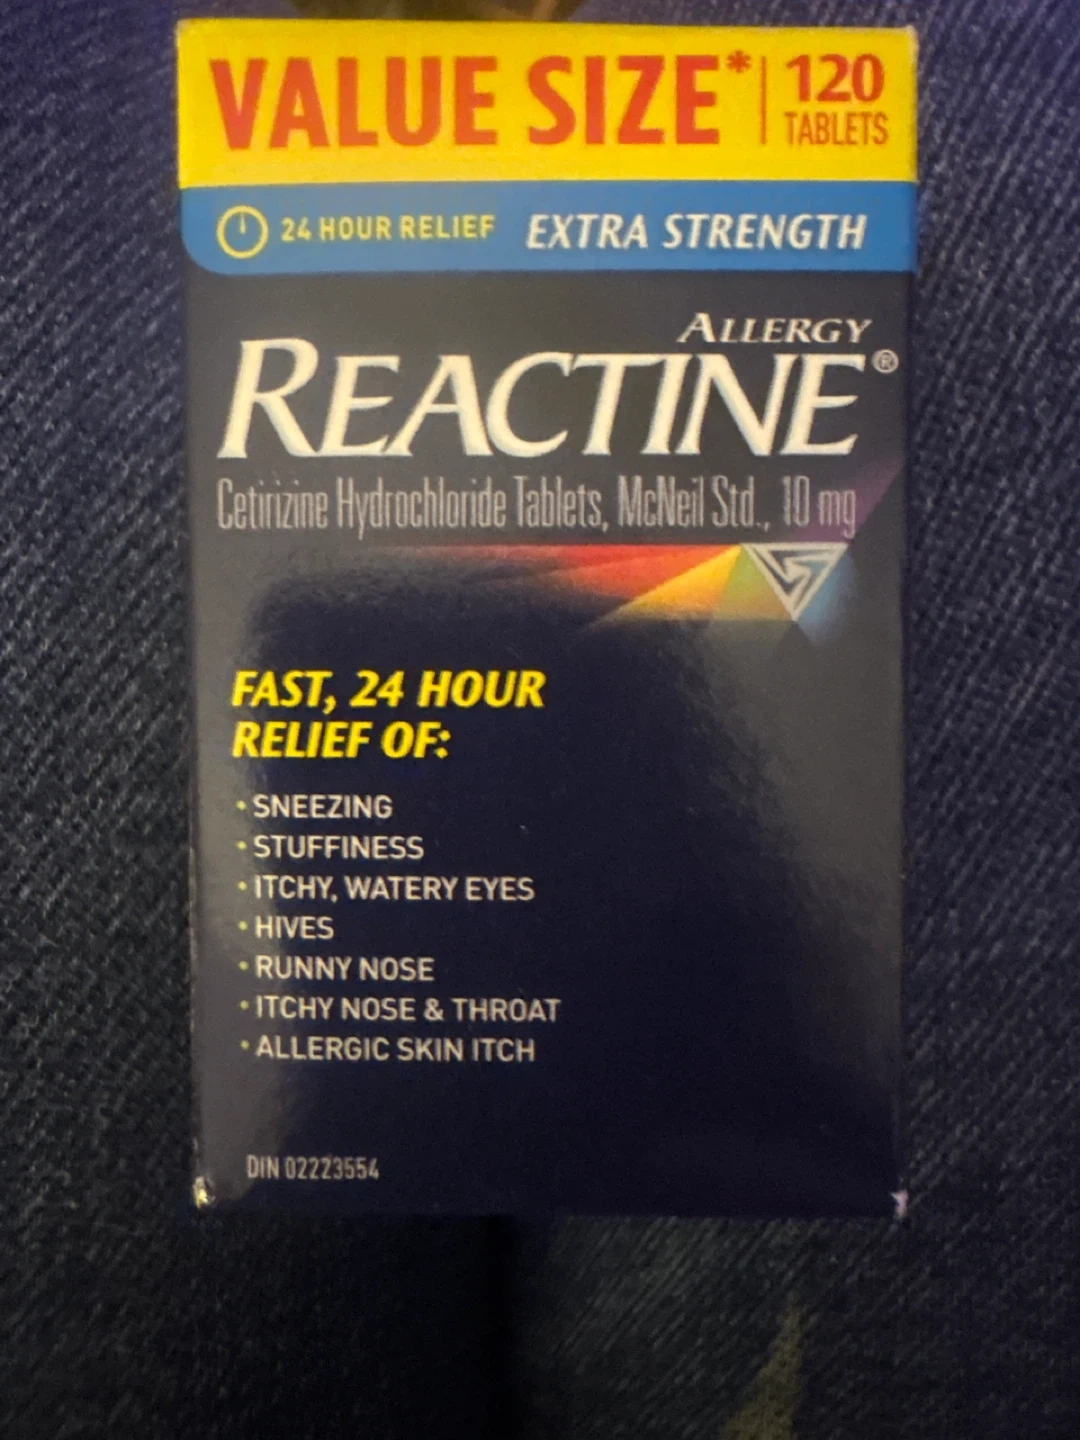 VALUE SIZE* | 120 TABLETS
24 HOUR RELIEF EXTRA STRENGTH
ALLERGY
REACTINE®
Cetirizine Hydrochloride Tablets, McNeil Std., 10 mg
FAST, 24 HOUR
RELIEF OF:
• SNEEZING
• STUFFINESS
• ITCHY, WATERY EYES
• HIVES
• RUNNY NOSE
• ITCHY NOSE & THROAT
• ALLERGIC SKIN ITCH
DIN 02223554